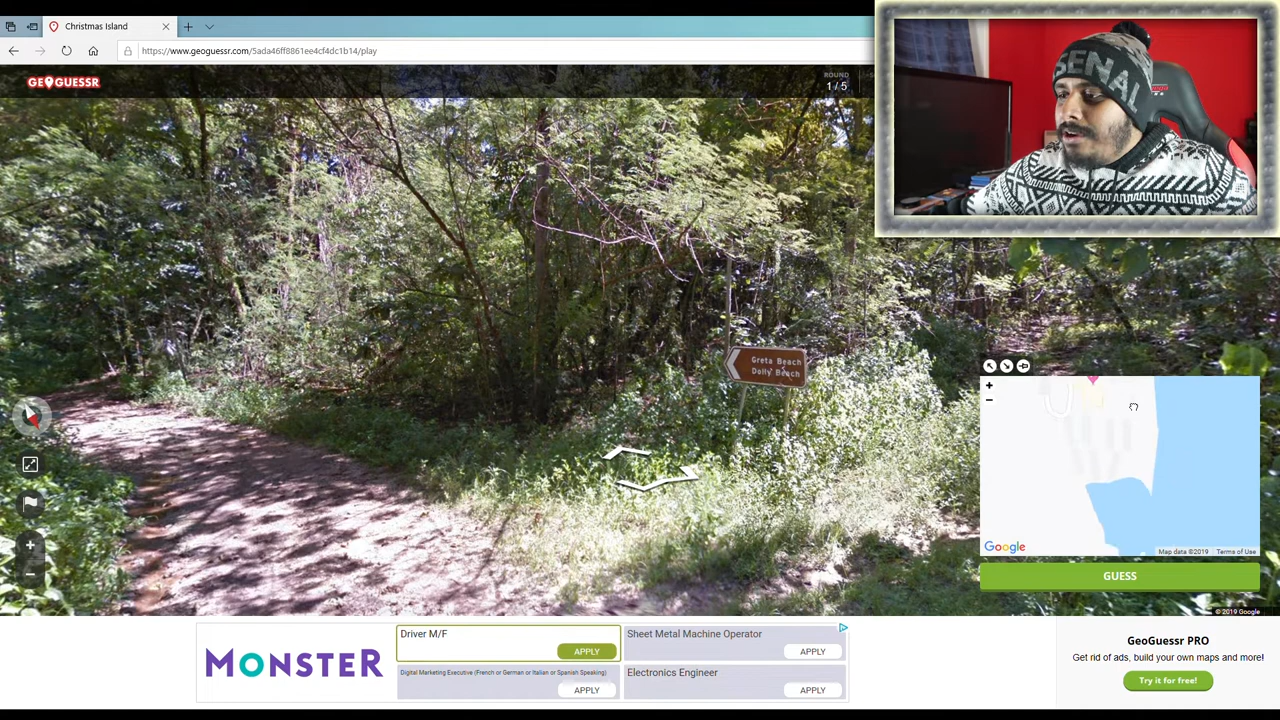 Christmas Island
https://www.geoguessr.com/5ada46ff8861ee4cf4dc1b14/play
GEOGUESSR
ROUND
1 / 5
ARSENAL
Greta Beach
Dolly Beach
Google
Map data ©2019
Terms of Use
GUESS
© 2019 Google
MONSTER
Driver M/F
APPLY
Sheet Metal Machine Operator
APPLY
Digital Marketing Executive (French or German or Italian or Spanish Speaking)
APPLY
Electronics Engineer
APPLY
GeoGuessr PRO
Get rid of ads, build your own maps and more!
Try it for free!